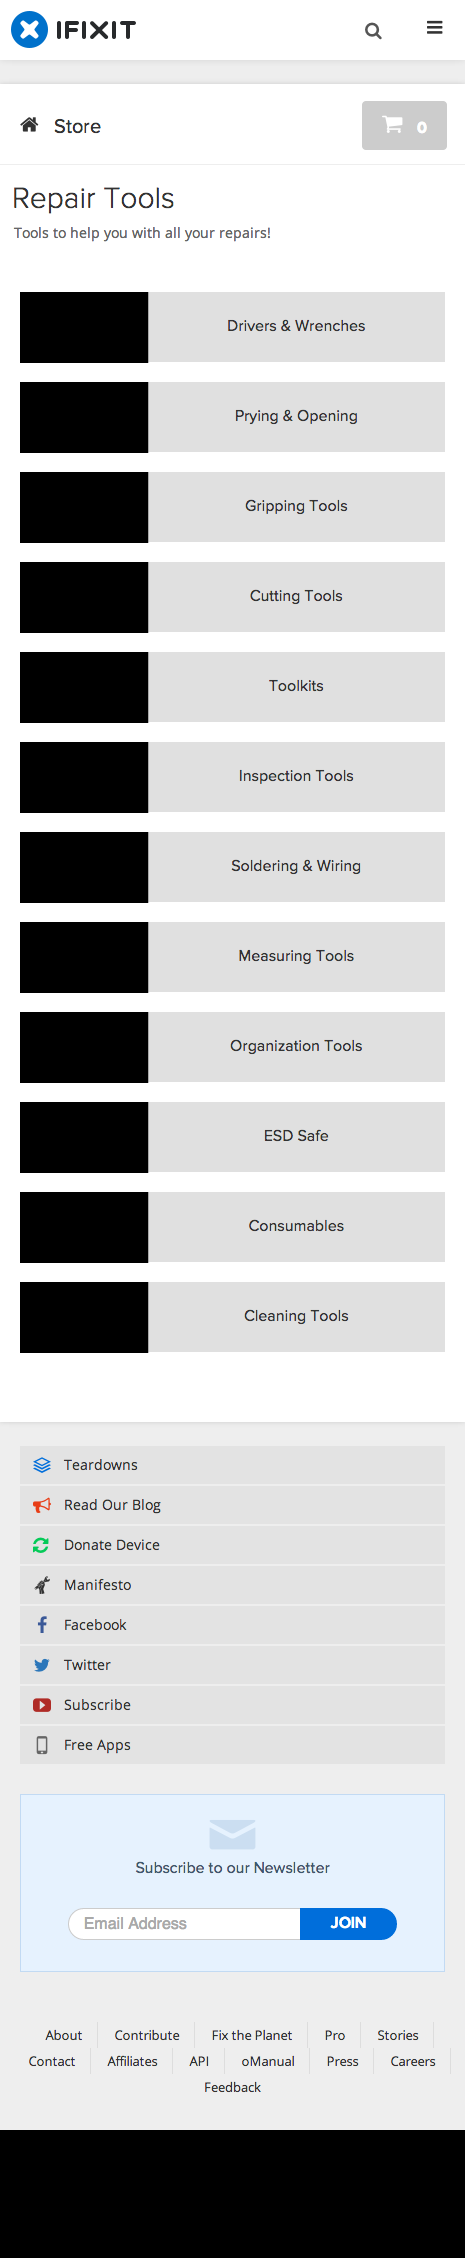 IFIXIT
Store
0
Repair Tools
Tools to help you with all your repairs!
Drivers & Wrenches
Prying & Opening
Gripping Tools
Cutting Tools
Toolkits
Inspection Tools
Soldering & Wiring
Measuring Tools
Organization Tools
ESD Safe
Consumables
Cleaning Tools
Teardowns
Read Our Blog
Donate Device
Manifesto
Facebook
Twitter
Subscribe
Free Apps
Subscribe to our Newsletter
Email Address JOIN
About Contribute Fix the Planet Pro Stories
Contact Affiliates API oManual Press Careers
Feedback